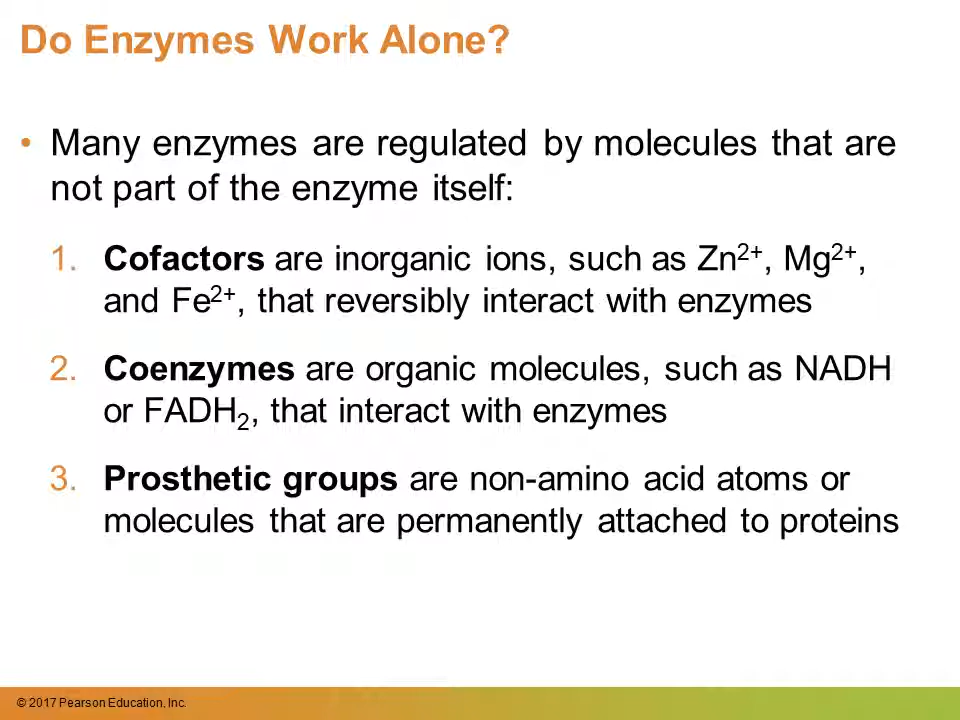 Do Enzymes Work Alone?
• Many enzymes are regulated by molecules that are
not part of the enzyme itself:
1. Cofactors are inorganic ions, such as Zn²⁺, Mg²⁺,
and Fe²⁺, that reversibly interact with enzymes
2. Coenzymes are organic molecules, such as NADH
or FADH₂, that interact with enzymes
3. Prosthetic groups are non-amino acid atoms or
molecules that are permanently attached to proteins
© 2017 Pearson Education, Inc.